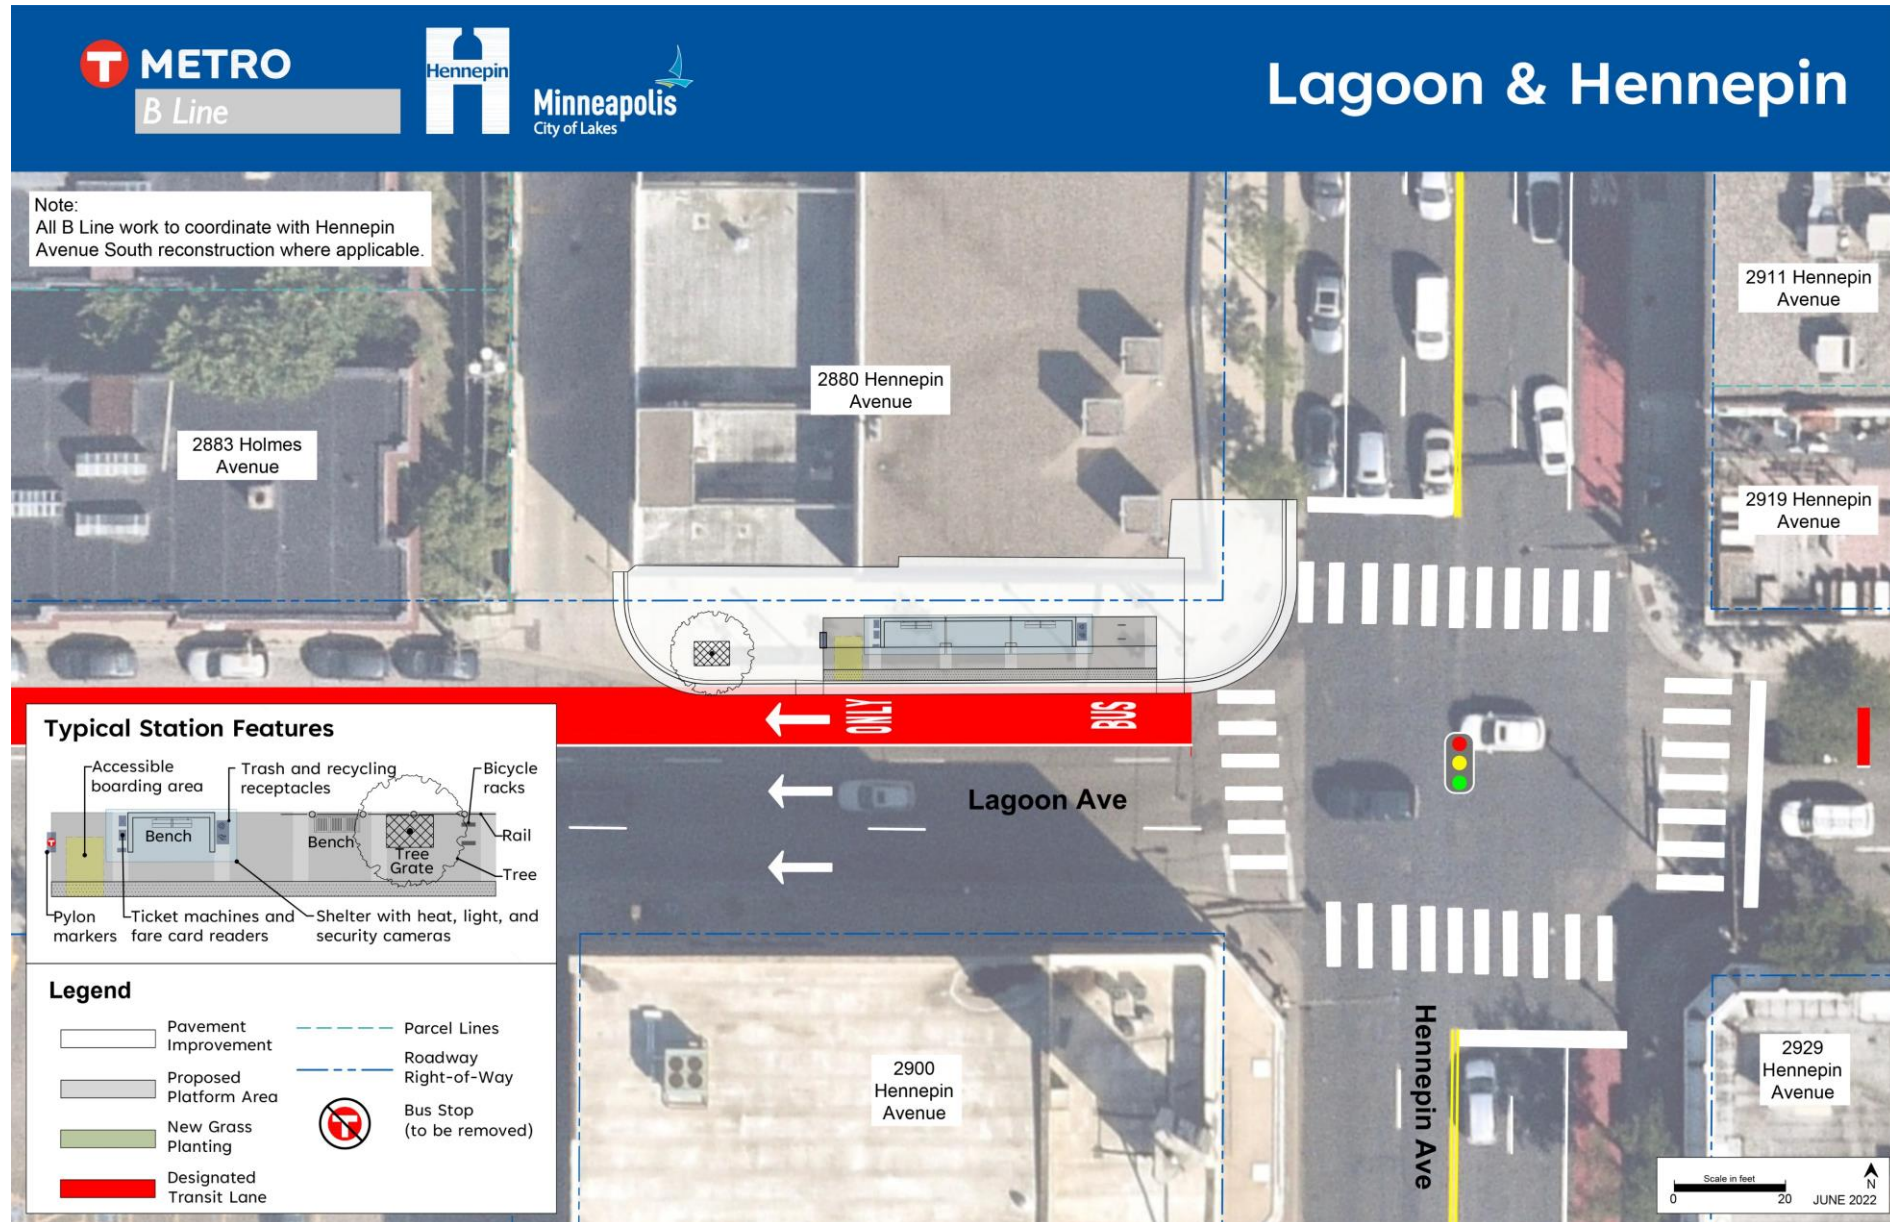 T METRO
B Line
Hennepin
Minneapolis
City of Lakes
Lagoon & Hennepin
Note:
All B Line work to coordinate with Hennepin
Avenue South reconstruction where applicable.
2883 Holmes
Avenue
2880 Hennepin
Avenue
2911 Hennepin
Avenue
2919 Hennepin
Avenue
ONLY
BUS
Lagoon Ave
Hennepin Ave
2900
Hennepin
Avenue
2929
Hennepin
Avenue
Typical Station Features
Accessible
boarding area
Trash and recycling
receptacles
Bicycle
racks
Bench
Bench
Rail
Tree
Grate
Tree
T
Pylon
markers
Ticket machines and
fare card readers
Shelter with heat, light, and
security cameras
Legend
Pavement
Improvement
Proposed
Platform Area
New Grass
Planting
Designated
Transit Lane
Parcel Lines
Roadway
Right-of-Way
T
Bus Stop
(to be removed)
Scale in feet
0 20
N
JUNE 2022